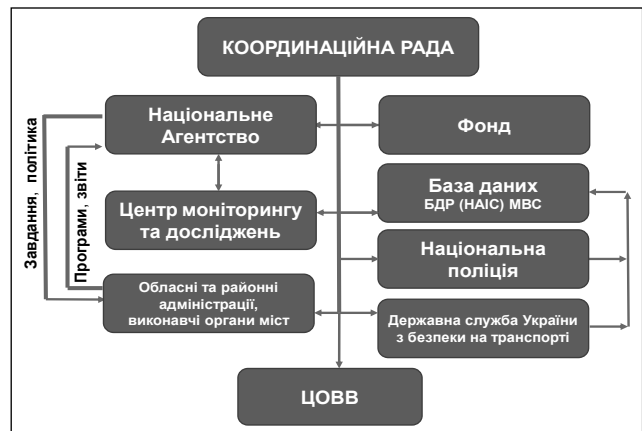 КООРДИНАЦІЙНА РАДА
Національне
Агентство
Фонд
Завдання, політика
Програми, звіти
Центр моніторингу
та досліджень
База даних
БДР (НАІС) МВС
Національна
поліція
Обласні та районні
адміністрації,
виконавчі органи міст
Державна служба України
з безпеки на транспорті
ЦОВВ